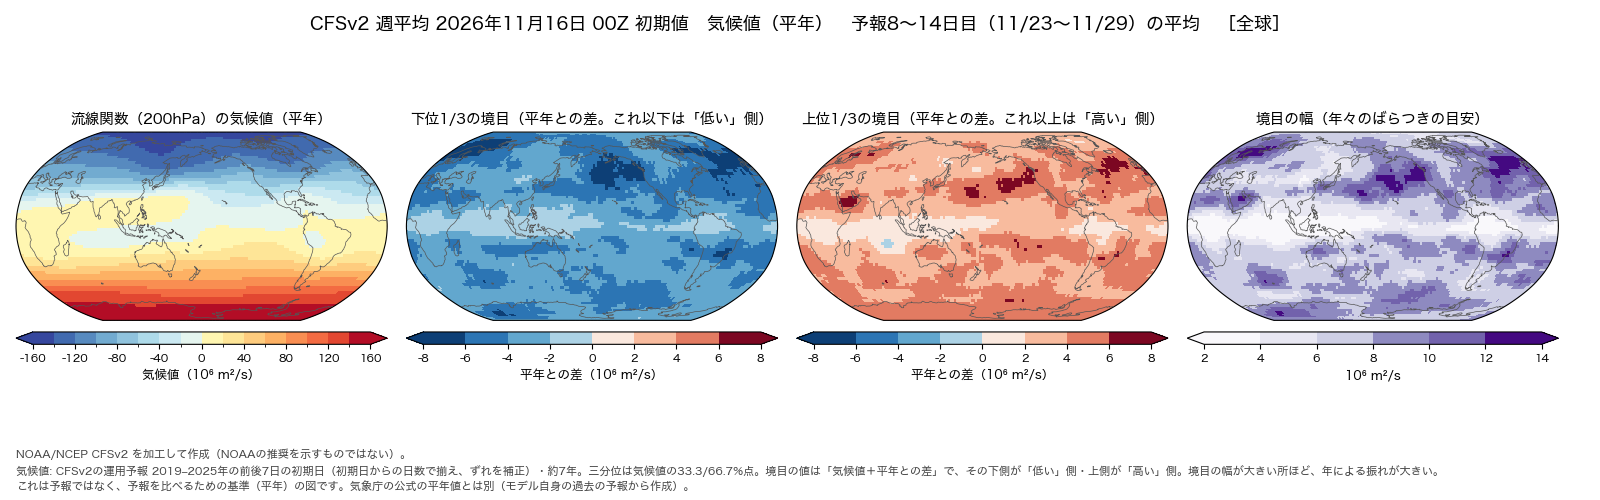 CFSv2 週平均 2026年11月16日 00Z 初期値　気候値（平年）　予報8～14日目（11/23～11/29）の平均　［全球］
流線関数（200hPa）の気候値（平年）
下位1/3の境目（平年との差。これ以下は「低い」側）
上位1/3の境目（平年との差。これ以上は「高い」側）
境目の幅（年々のばらつきの目安）
-160 -120 -80 -40 0 40 80 120 160
-8 -6 -4 -2 0 2 4 6 8
-8 -6 -4 -2 0 2 4 6 8
2 4 6 8 10 12 14
気候値（10⁶ m²/s）
平年との差（10⁶ m²/s）
平年との差（10⁶ m²/s）
10⁶ m²/s
NOAA/NCEP CFSv2 を加工して作成（NOAAの推奨を示すものではない）。
気候値: CFSv2の運用予報 2019–2025年の前後7日の初期日（初期日からの日数で揃え、ずれを補正）・約7年。三分位は気候値の33.3/66.7%点。境目の値は「気候値＋平年との差」で、その下側が「低い」側・上側が「高い」側。境目の幅が大きい所ほど、年による振れが大きい。
これは予報ではなく、予報を比べるための基準（平年）の図です。気象庁の公式の平年値とは別（モデル自身の過去の予報から作成）。